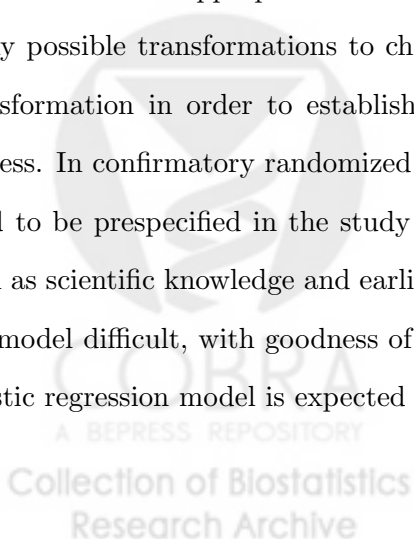 y possible transformations to ch
sformation in order to establish
ess. In confirmatory randomized
l to be prespecified in the study
as scientific knowledge and earli
model difficult, with goodness of
stic regression model is expected
COBRA
A BEPRESS REPOSITORY
Collection of Biostatistics
Research Archive